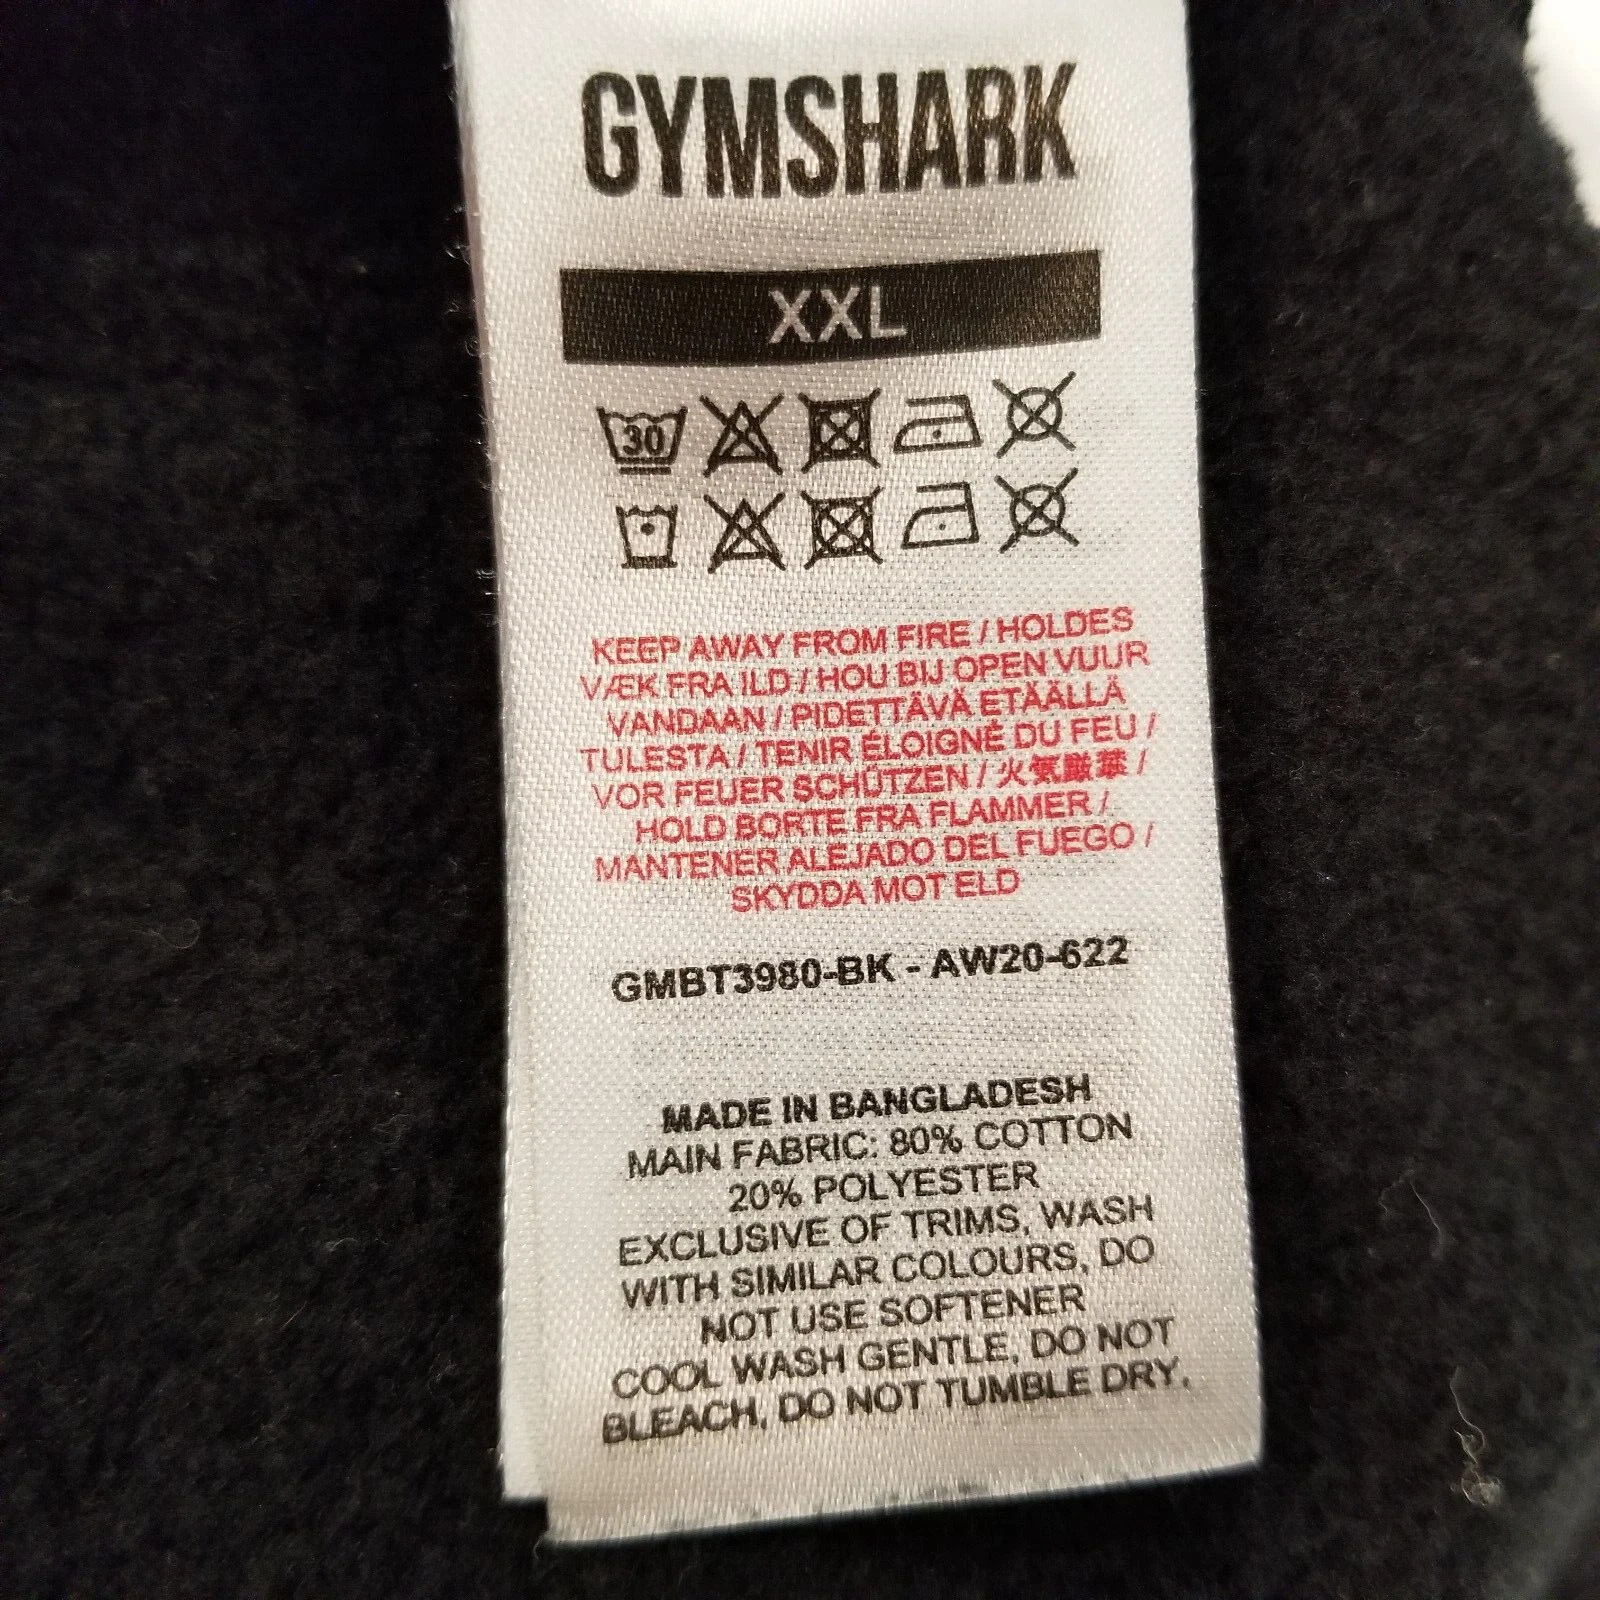 GYMSHARK
XXL
30
KEEP AWAY FROM FIRE / HOLDES
VÆK FRA ILD / HOU BIJ OPEN VUUR
VANDAAN / PIDETTÄVÄ ETÄÄLLÄ
TULESTA / TENIR ÉLOIGNÉ DU FEU /
VOR FEUER SCHÜTZEN / 火気厳禁 /
HOLD BORTE FRA FLAMMER /
MANTENER ALEJADO DEL FUEGO /
SKYDDA MOT ELD
GMBT3980-BK - AW20-622
MADE IN BANGLADESH
MAIN FABRIC: 80% COTTON
20% POLYESTER
EXCLUSIVE OF TRIMS, WASH
WITH SIMILAR COLOURS, DO
NOT USE SOFTENER
COOL WASH GENTLE, DO NOT
BLEACH, DO NOT TUMBLE DRY,